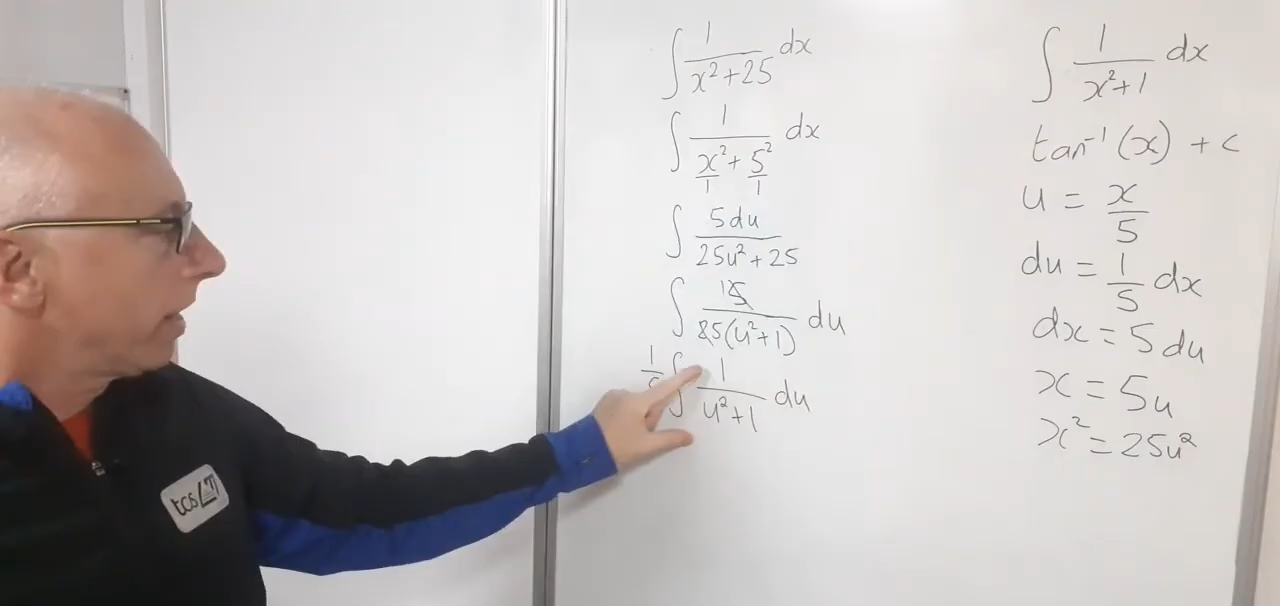 ∫ 1/(x²+25) dx
∫ 1/(x²/1 + 5²/1) dx
∫ 5du/(25u²+25)
∫ 15/(25(u²+1)) du
1/5 ∫ 1/(u²+1) du
∫ 1/(x²+1) dx
tan⁻¹(x) + c
u = x/5
du = 1/5 dx
dx = 5 du
x = 5u
x² = 25u²
tcs